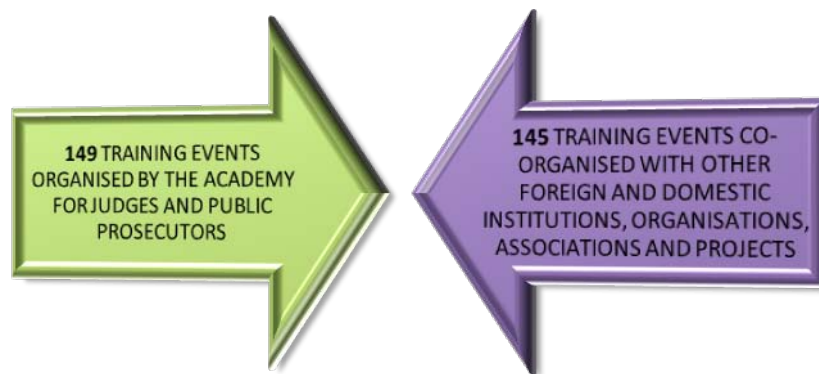 149 TRAINING EVENTS
ORGANISED BY THE ACADEMY
FOR JUDGES AND PUBLIC
PROSECUTORS
145 TRAINING EVENTS CO-
ORGANISED WITH OTHER
FOREIGN AND DOMESTIC
INSTITUTIONS, ORGANISATIONS,
ASSOCIATIONS AND PROJECTS